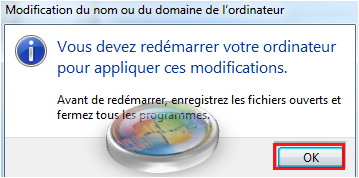 Modification du nom ou du domaine de l'ordinateur
Vous devez redémarrer votre ordinateur
pour appliquer ces modifications.
Avant de redémarrer, enregistrez les fichiers ouverts et
fermez tous les programmes.
OK